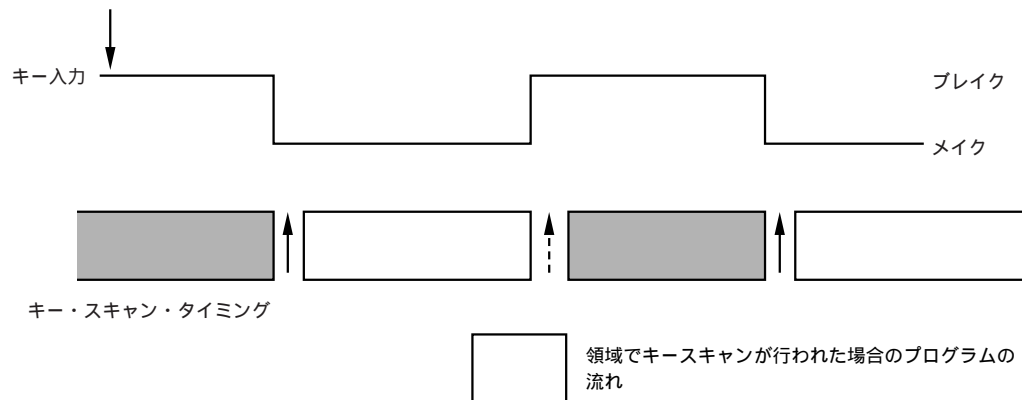 キー入力
ブレイク
メイク
キー・スキャン・タイミング
領域でキースキャンが行われた場合のプログラムの
流れ